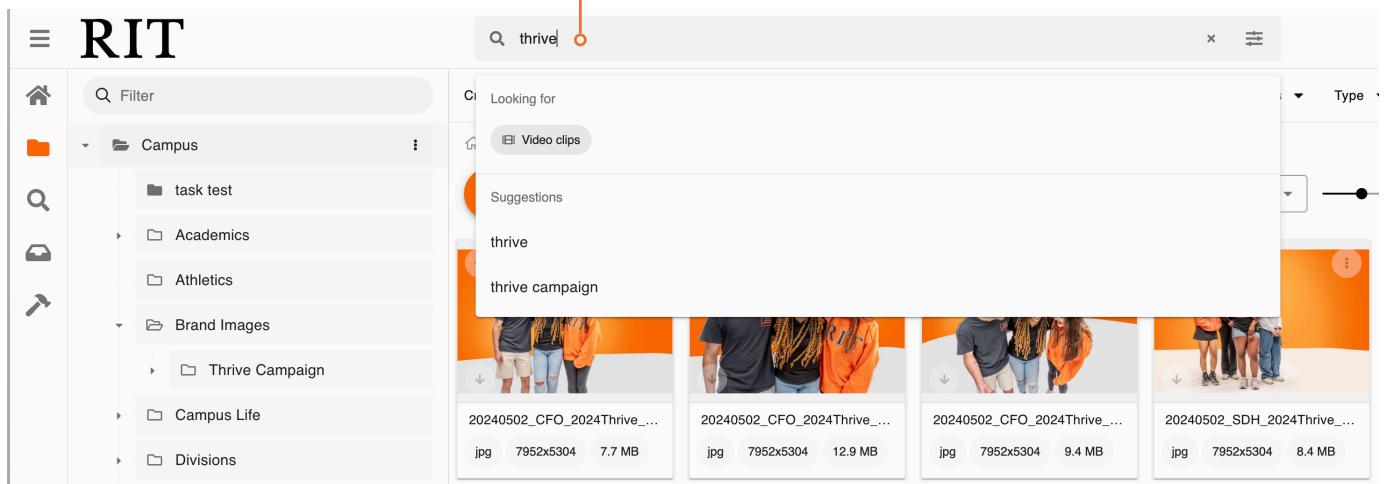 RIT
thrive
Filter
Looking for
Type
Video clips
Campus
task test
Suggestions
Academics
thrive
Athletics
thrive campaign
Brand Images
Thrive Campaign
Campus Life
Divisions
20240502_CFO_2024Thrive_...
jpg 7952x5304 7.7 MB
20240502_CFO_2024Thrive_...
jpg 7952x5304 12.9 MB
20240502_CFO_2024Thrive_...
jpg 7952x5304 9.4 MB
20240502_SDH_2024Thrive_...
jpg 7952x5304 8.4 MB